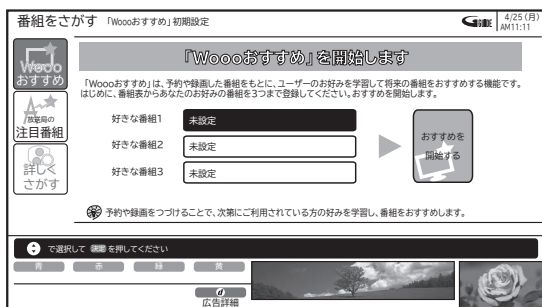 番組をさがす 「Woooおすすめ」初期設定
GガイドGUIDE 4/25(月)
AM11:11
Wooo
おすすめ
放送局の
注目番組
詳しく
さがす
『Woooおすすめ』を開始します
「Woooおすすめ」は、予約や録画した番組をもとに、ユーザーのお好みを学習して将来の番組をおすすめする機能です。
はじめに、番組表からあなたのお好みの番組を3つまで登録してください。おすすめを開始します。
好きな番組1 未設定
好きな番組2 未設定
好きな番組3 未設定
おすすめを
開始する
予約や録画をつづけることで、次第にご利用されている方の好みを学習し、番組をおすすめします。
で選択して 決定 を押してください
青 赤 緑 黄
d
広告詳細